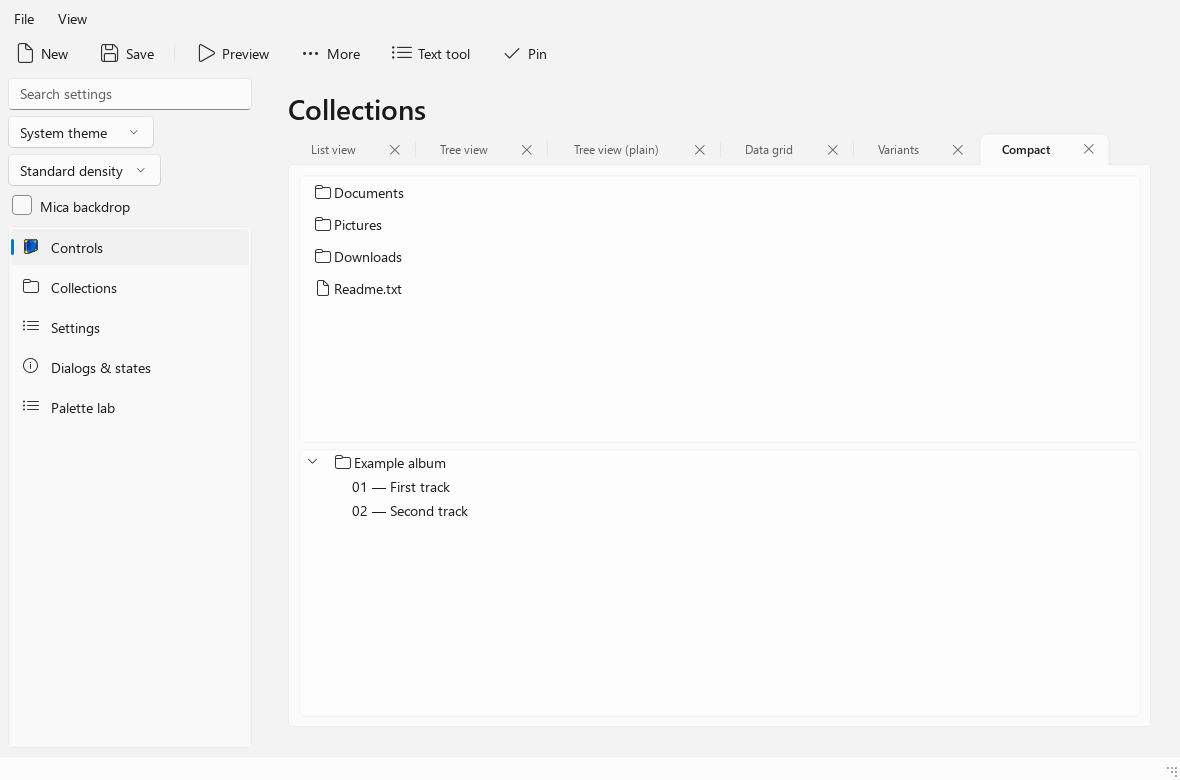 File View
New Save Preview More Text tool Pin
Search settings
System theme
Standard density
Mica backdrop
Controls
Collections
Settings
Dialogs & states
Palette lab
Collections
List view Tree view Tree view (plain) Data grid Variants Compact
Documents
Pictures
Downloads
Readme.txt
Example album
01 — First track
02 — Second track